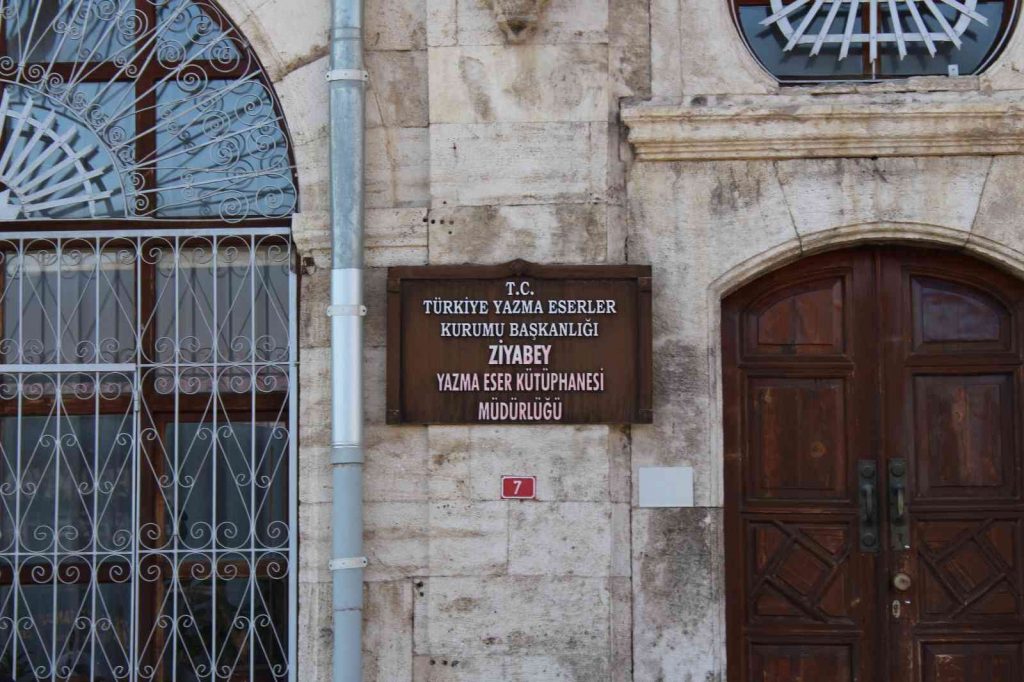 T.C.
TÜRKİYE YAZMA ESERLER
KURUMU BAŞKANLIĞI
ZİYABEY
YAZMA ESER KÜTÜPHANESİ
MÜDÜRLÜĞÜ
7